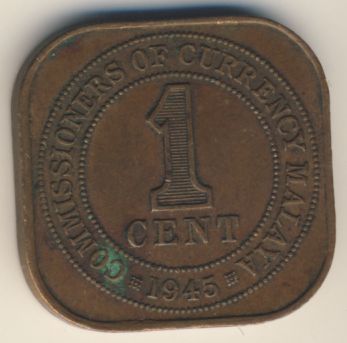 COMMISSIONERS OF CURRENCY MALAYA
1
CENT
1945